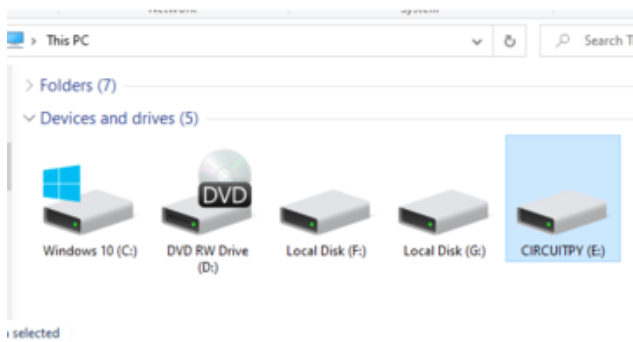 This PC
Search T
Folders (7)
Devices and drives (5)
DVD
Windows 10 (C:)
DVD RW Drive
(D:)
Local Disk (F:)
Local Disk (G:)
CIRCUITPY (E:)
selected